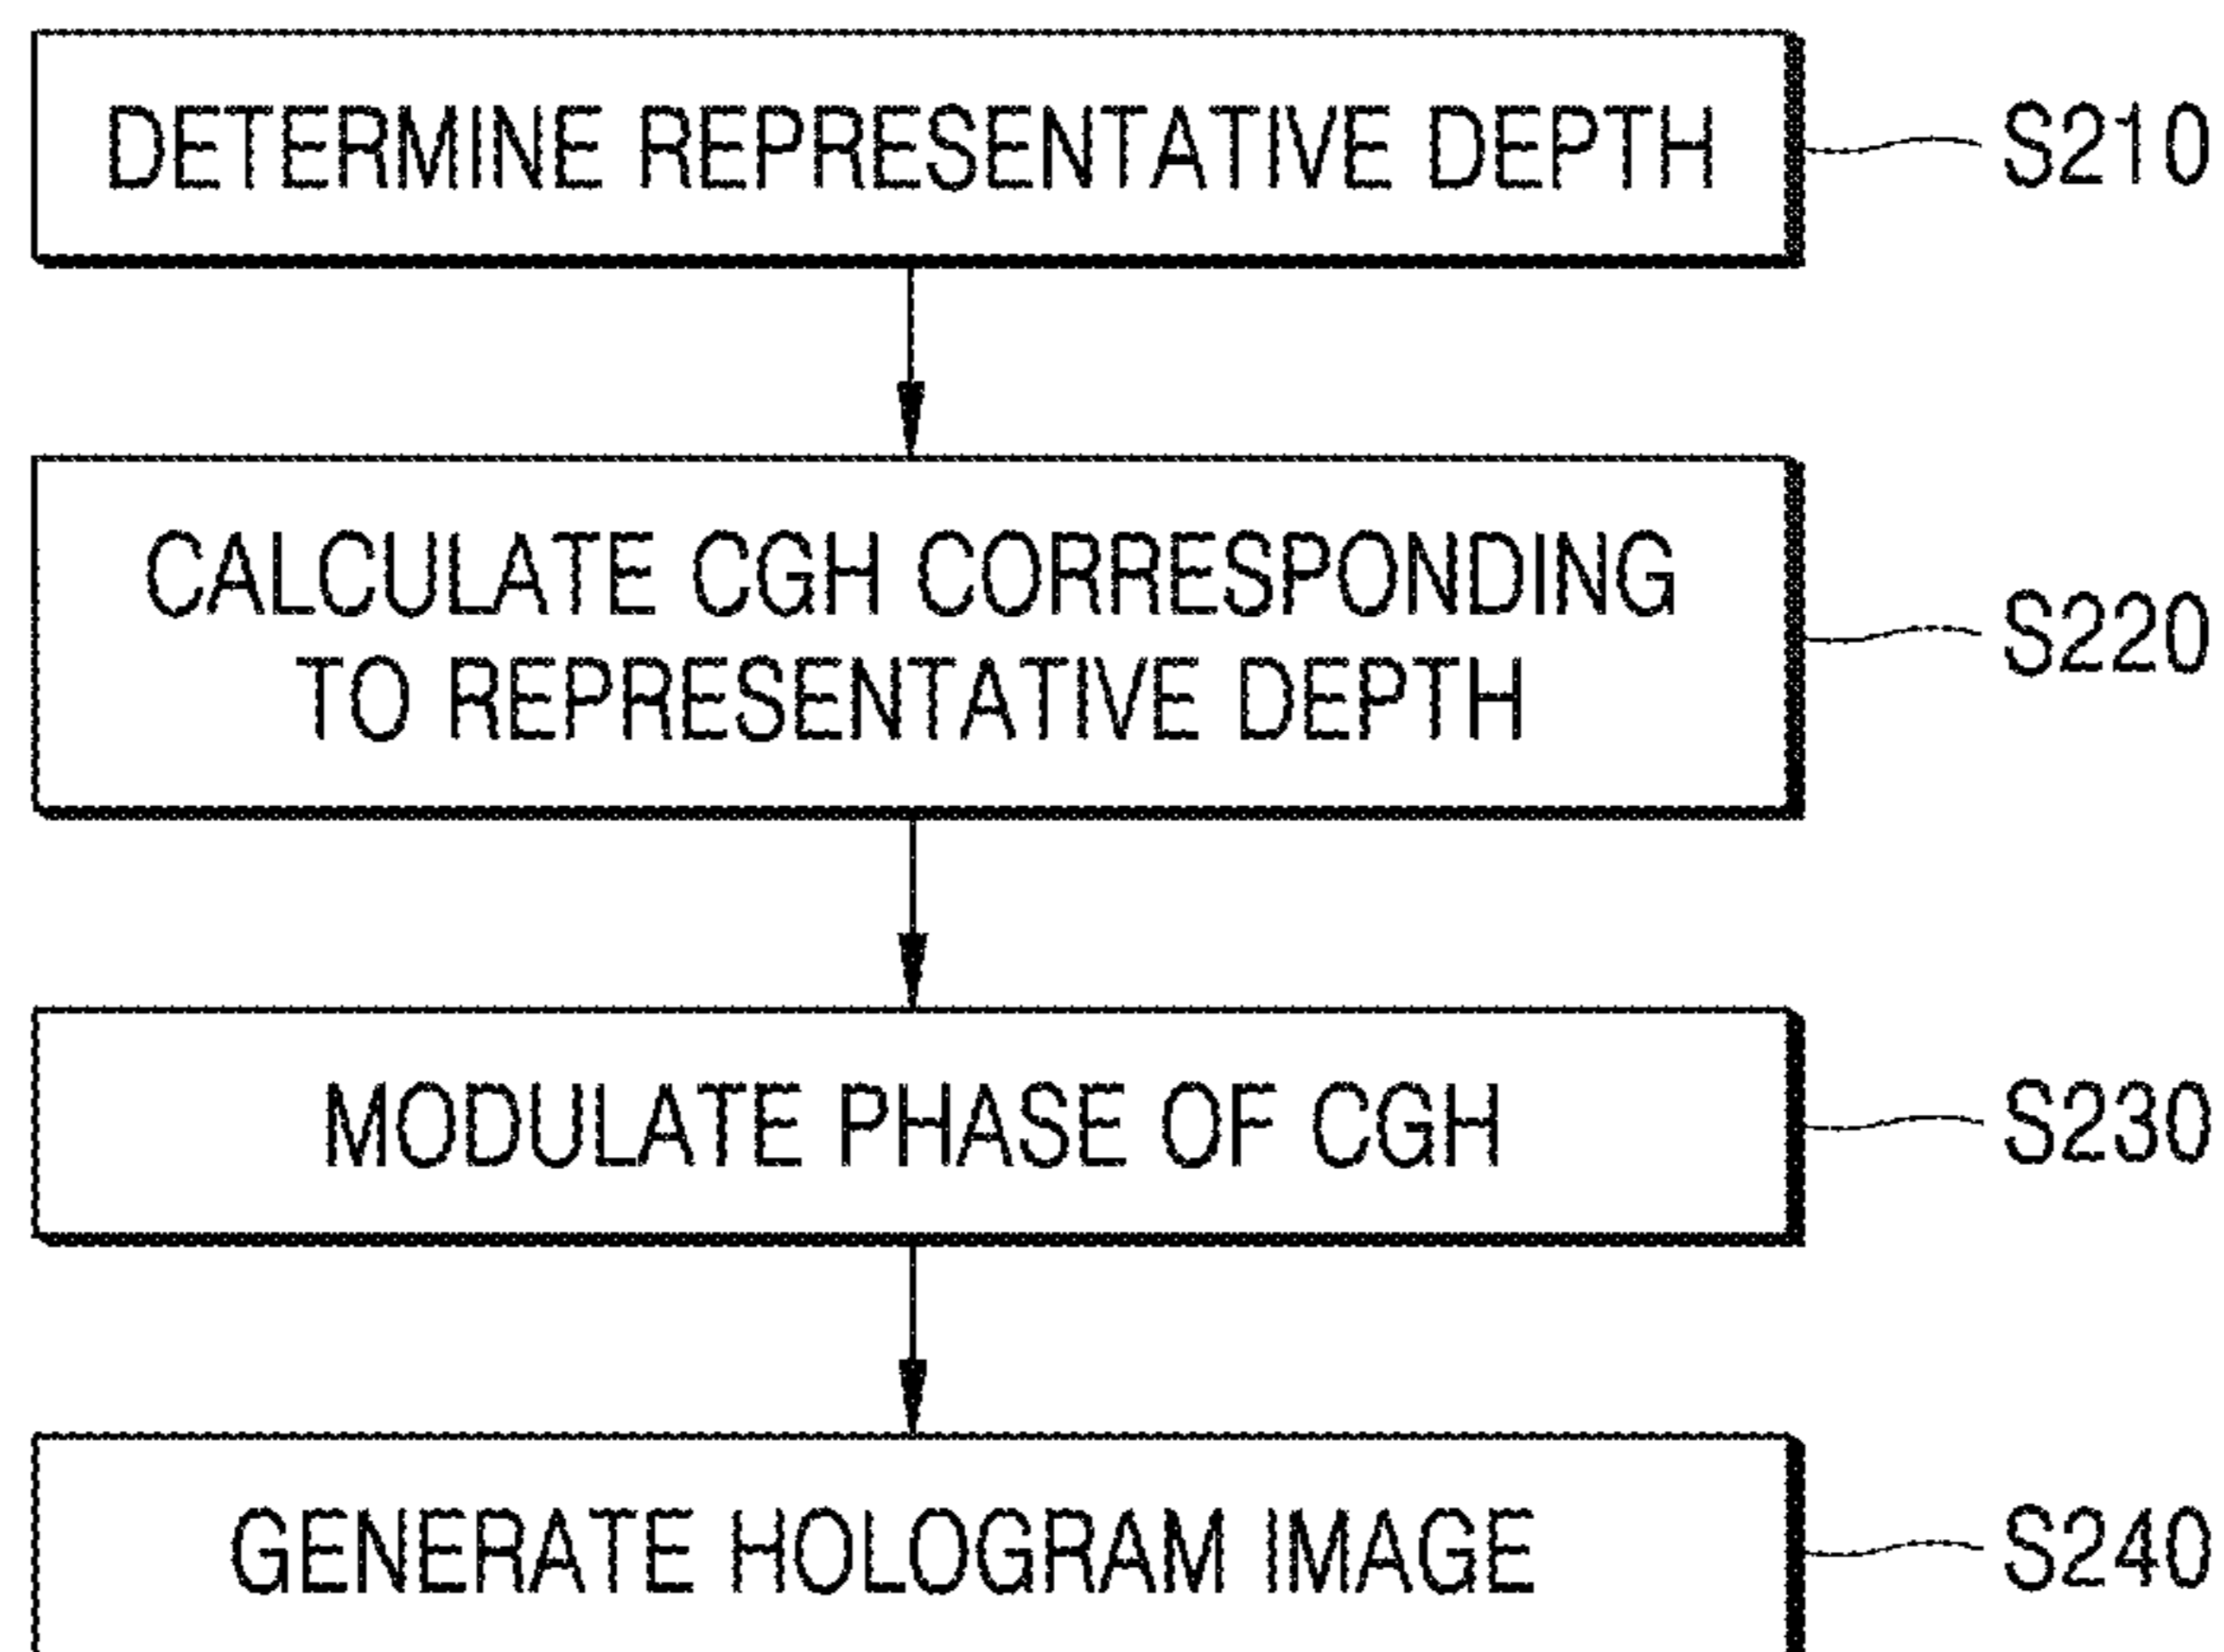 DETERMINE REPRESENTATIVE DEPTH
S210
CALCULATE CGH CORRESPONDING
TO REPRESENTATIVE DEPTH
S220
MODULATE PHASE OF CGH
S230
GENERATE HOLOGRAM IMAGE
S240